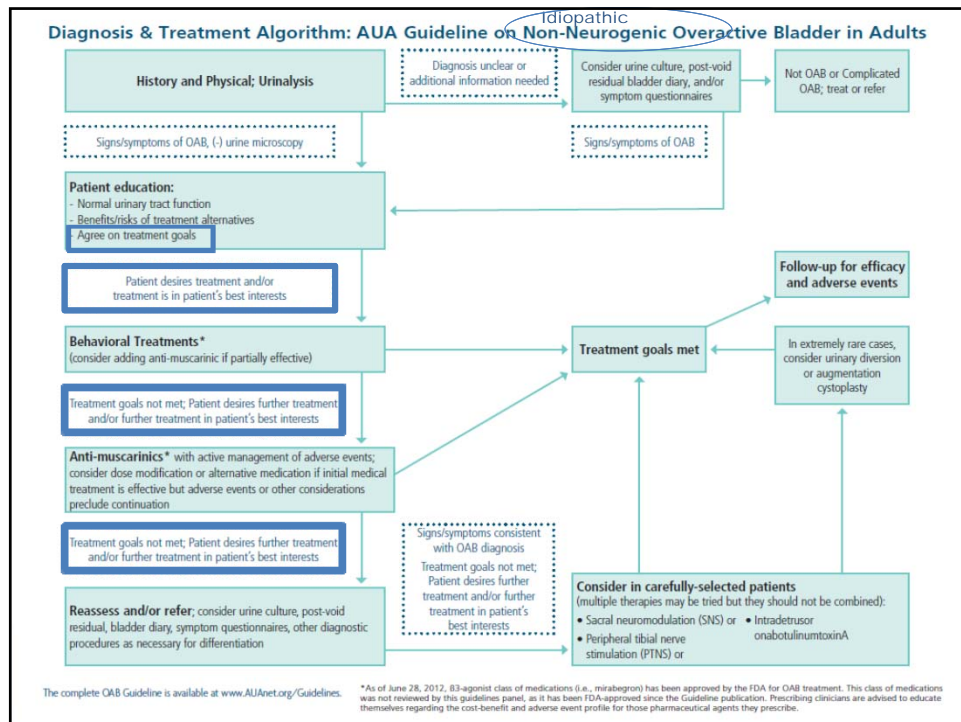 Idiopathic
Diagnosis & Treatment Algorithm: AUA Guideline on Non-Neurogenic Overactive Bladder in Adults
History and Physical; Urinalysis
Diagnosis unclear or
additional information needed
Consider urine culture, post-void
residual bladder diary, and/or
symptom questionnaires
Not OAB or Complicated
OAB; treat or refer
Signs/symptoms of OAB, (-) urine microscopy
Signs/symptoms of OAB
Patient education:
- Normal urinary tract function
- Benefits/risks of treatment alternatives
- Agree on treatment goals
Patient desires treatment and/or
treatment is in patient's best interests
Follow-up for efficacy
and adverse events
Behavioral Treatments*
(consider adding anti-muscarinic if partially effective)
Treatment goals met
In extremely rare cases,
consider urinary diversion
or augmentation
cystoplasty
Treatment goals not met; Patient desires further treatment
and/or further treatment in patient's best interests
Anti-muscarinics* with active management of adverse events;
consider dose modification or alternative medication if initial medical
treatment is effective but adverse events or other considerations
preclude continuation
Treatment goals not met; Patient desires further treatment
and/or further treatment in patient's best interests
Signs/symptoms consistent
with OAB diagnosis
Treatment goals not met;
Patient desires further
treatment and/or further
treatment in patient's
best interests
Reassess and/or refer; consider urine culture, post-void
residual, bladder diary, symptom questionnaires, other diagnostic
procedures as necessary for differentiation
Consider in carefully-selected patients
(multiple therapies may be tried but they should not be combined):
• Sacral neuromodulation (SNS) or
• Peripheral tibial nerve
stimulation (PTNS) or
• Intradetrusor
onabotulinumtoxinA
The complete OAB Guideline is available at www.AUAnet.org/Guidelines.
*As of June 28, 2012, β3-agonist class of medications (i.e., mirabegron) has been approved by the FDA for OAB treatment. This class of medications
was not reviewed by this guidelines panel, as it has been FDA-approved since the Guideline publication. Prescribing clinicians are advised to educate
themselves regarding the cost-benefit and adverse event profile for those pharmaceutical agents they prescribe.